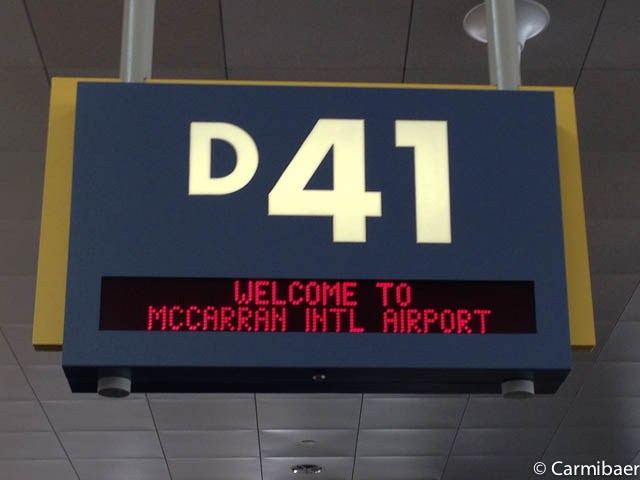 D41
WELCOME TO
MCCARRAN INTL AIRPORT
© Carmibaer